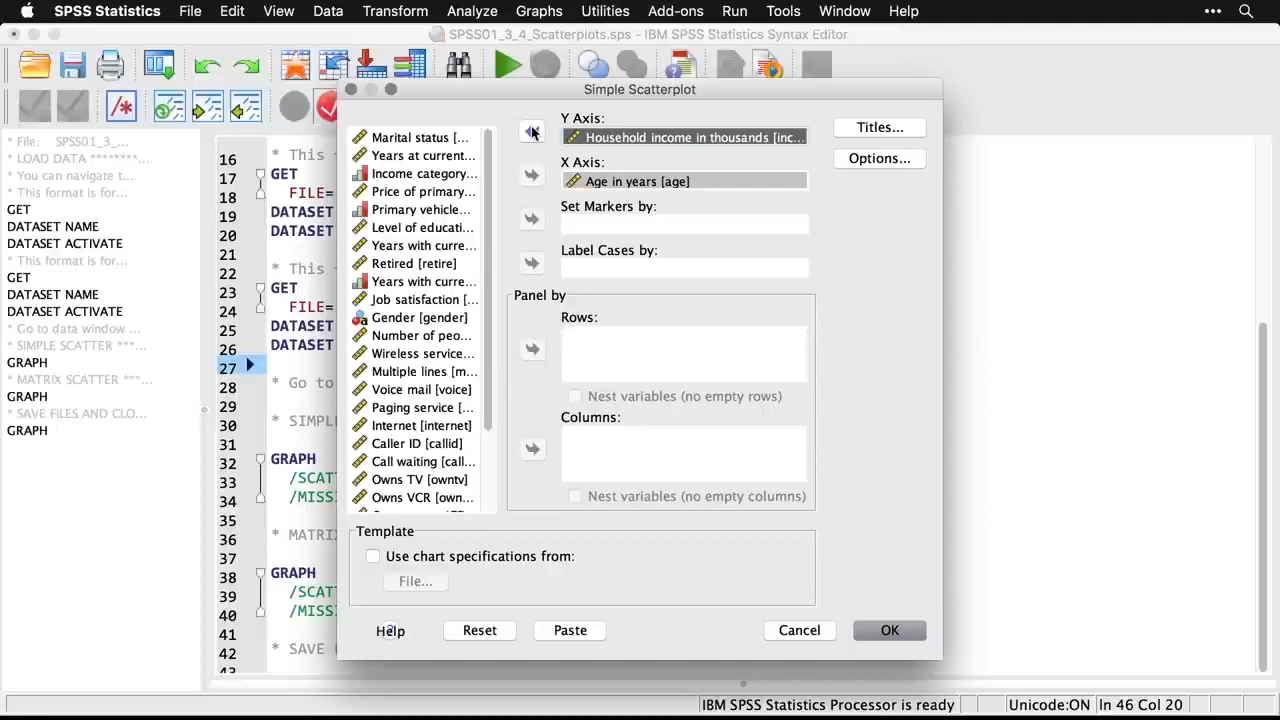 SPSS Statistics File Edit View Data Transform Analyze Graphs Utilities Add-ons Run Tools Window Help
SPSS01_3_4_Scatterplots.sps - IBM SPSS Statistics Syntax Editor
Simple Scatterplot
* File: SPSS01_3_...
* LOAD DATA ********...
* You can navigate t...
* This format is for...
GET
DATASET NAME
DATASET ACTIVATE
* This format is for...
GET
DATASET NAME
DATASET ACTIVATE
* Go to data window ...
* SIMPLE SCATTER ***...
GRAPH
* MATRIX SCATTER ***...
GRAPH
* SAVE FILES AND CLO...
GRAPH
16 * This
17 GET
18 FILE=
19 DATASET
20 DATASET
21
22 * This
23 GET
24 FILE=
25 DATASET
26 DATASET
27
28 * Go to
29
30 * SIMPL
31
32 GRAPH
33 /SCAT
34 /MISS
35
36 * MATRI
37
38 GRAPH
39 /SCAT
40 /MISS
41
42 * SAVE
43
Marital status [...
Years at current...
Income category...
Price of primary...
Primary vehicle...
Level of educati...
Years with curre...
Retired [retire]
Years with curre...
Job satisfaction [...
Gender [gender]
Number of peo...
Wireless service...
Multiple lines [m...
Voice mail [voice]
Paging service [...
Internet [internet]
Caller ID [callid]
Call waiting [call...
Owns TV [owntv]
Owns VCR [own...
Y Axis:
Household income in thousands [inc...
X Axis:
Age in years [age]
Set Markers by:
Label Cases by:
Panel by
Rows:
Nest variables (no empty rows)
Columns:
Nest variables (no empty columns)
Titles...
Options...
Template
Use chart specifications from:
File...
Help Reset Paste Cancel OK
IBM SPSS Statistics Processor is ready Unicode:ON In 46 Col 20